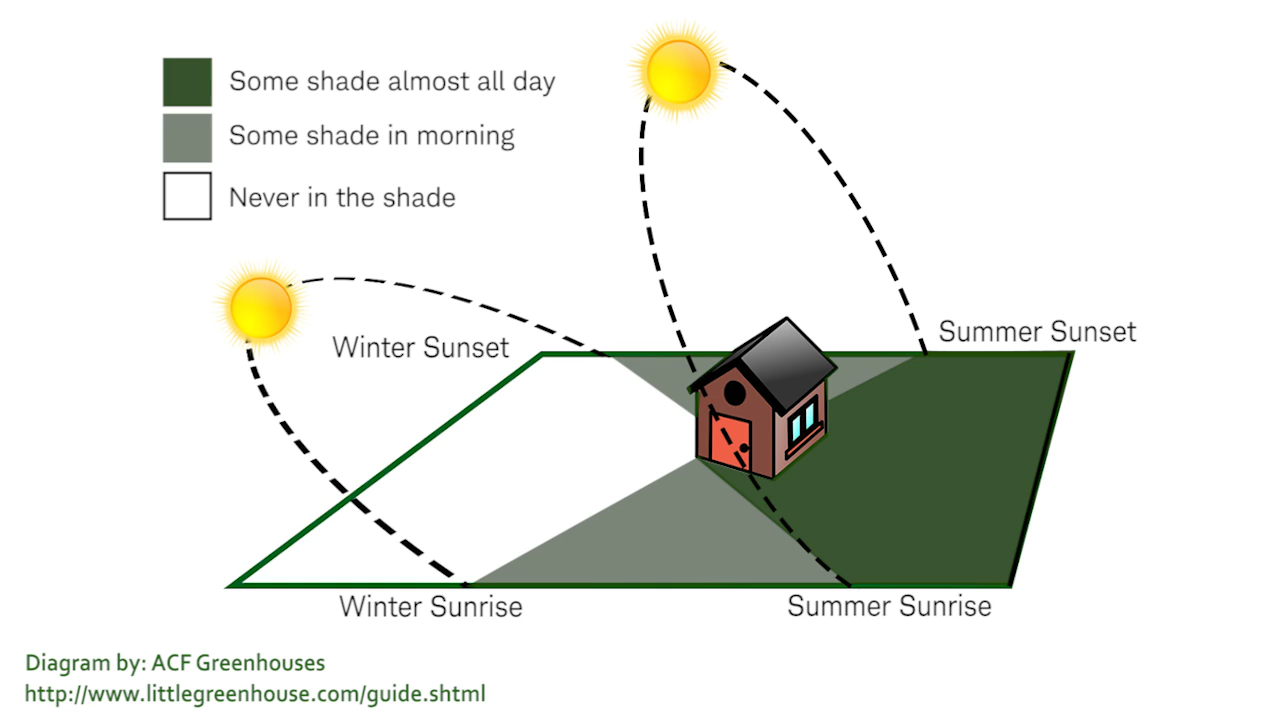 Some shade almost all day
Some shade in morning
Never in the shade
Winter Sunset
Summer Sunset
Winter Sunrise
Summer Sunrise
Diagram by: ACF Greenhouses
http://www.littlegreenhouse.com/guide.shtml